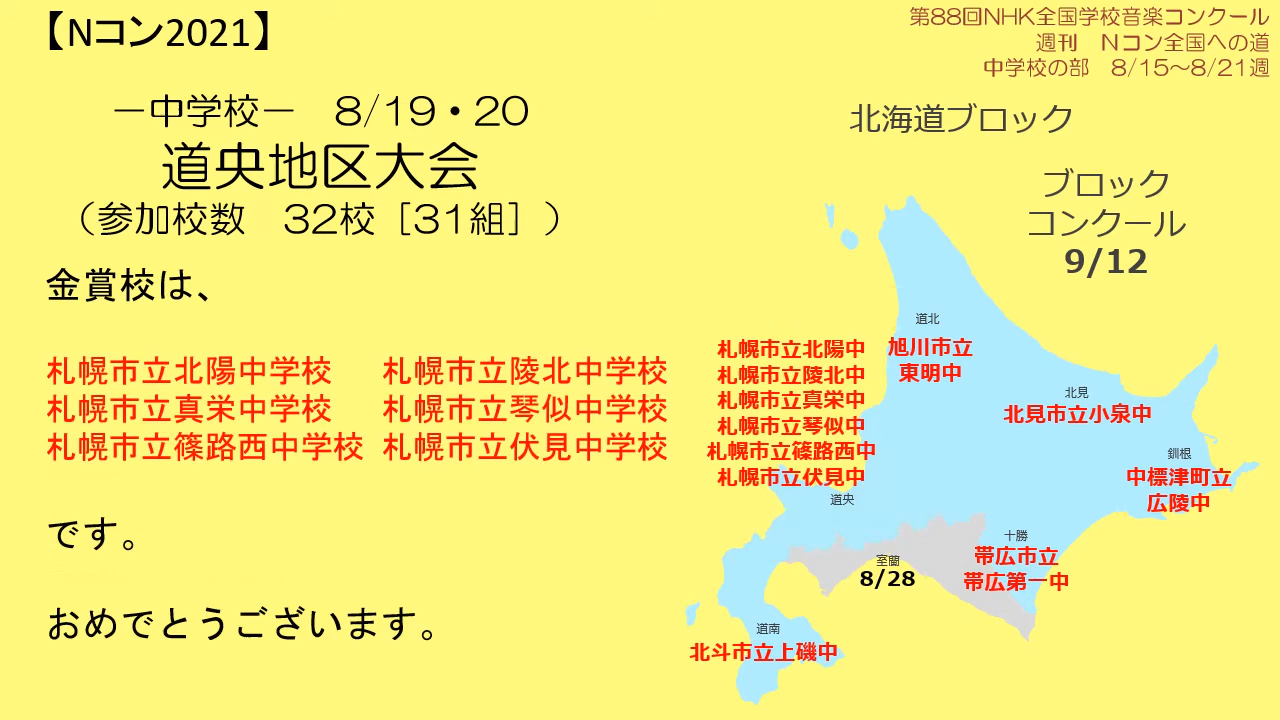 【Nコン2021】
第88回NHK全国学校音楽コンクール
週刊　Nコン全国への道
中学校の部　8/15〜8/21週
－中学校－　8/19・20
道央地区大会
（参加校数　32校［31組］）
金賞校は、
札幌市立北陽中学校　札幌市立陵北中学校
札幌市立真栄中学校　札幌市立琴似中学校
札幌市立篠路西中学校　札幌市立伏見中学校
です。
おめでとうございます。
北海道ブロック
ブロック
コンクール
9/12
道北
旭川市立
東明中
札幌市立北陽中
札幌市立陵北中
札幌市立真栄中
札幌市立琴似中
札幌市立篠路西中
札幌市立伏見中
道央
北見
北見市立小泉中
釧根
中標津町立
広陵中
十勝
帯広市立
帯広第一中
室蘭
8/28
道南
北斗市立上磯中